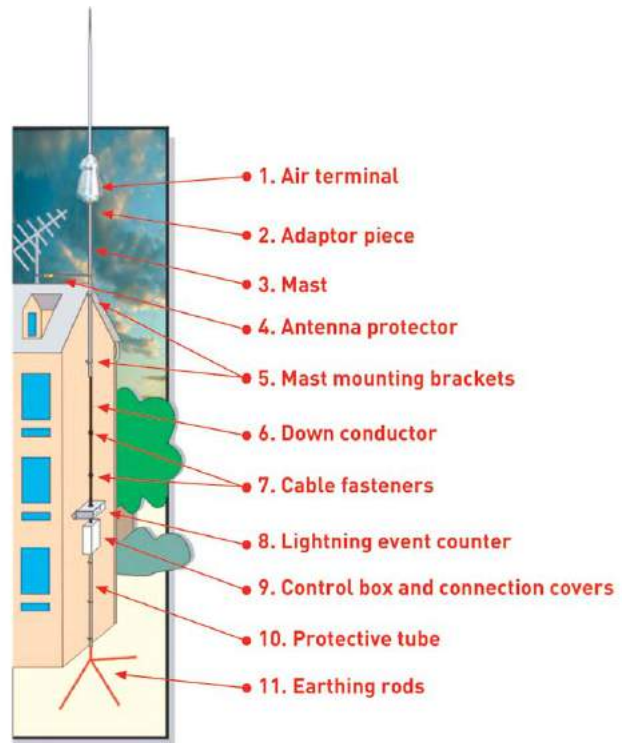 1. Air terminal
2. Adaptor piece
3. Mast
4. Antenna protector
5. Mast mounting brackets
6. Down conductor
7. Cable fasteners
8. Lightning event counter
9. Control box and connection covers
10. Protective tube
11. Earthing rods